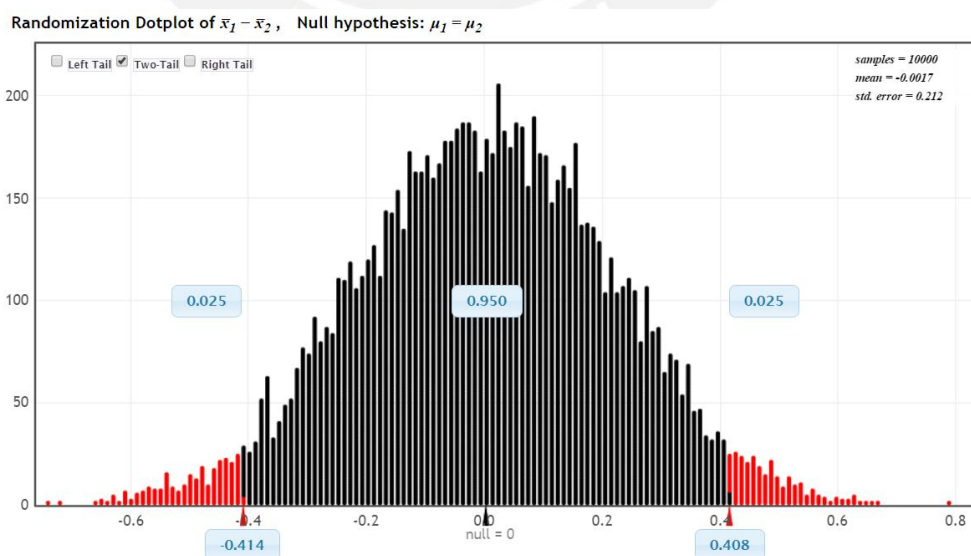 Randomization Dotplot of x̄₁ − x̄₂ ,   Null hypothesis: μ₁ = μ₂
Left Tail Two-Tail Right Tail
samples = 10000
mean = -0.0017
std. error = 0.212
200
150
100
50
0
0.025 0.950 0.025
-0.6 -0.4 -0.2 0.0 0.2 0.4 0.6 0.8
null = 0
-0.414 0.408